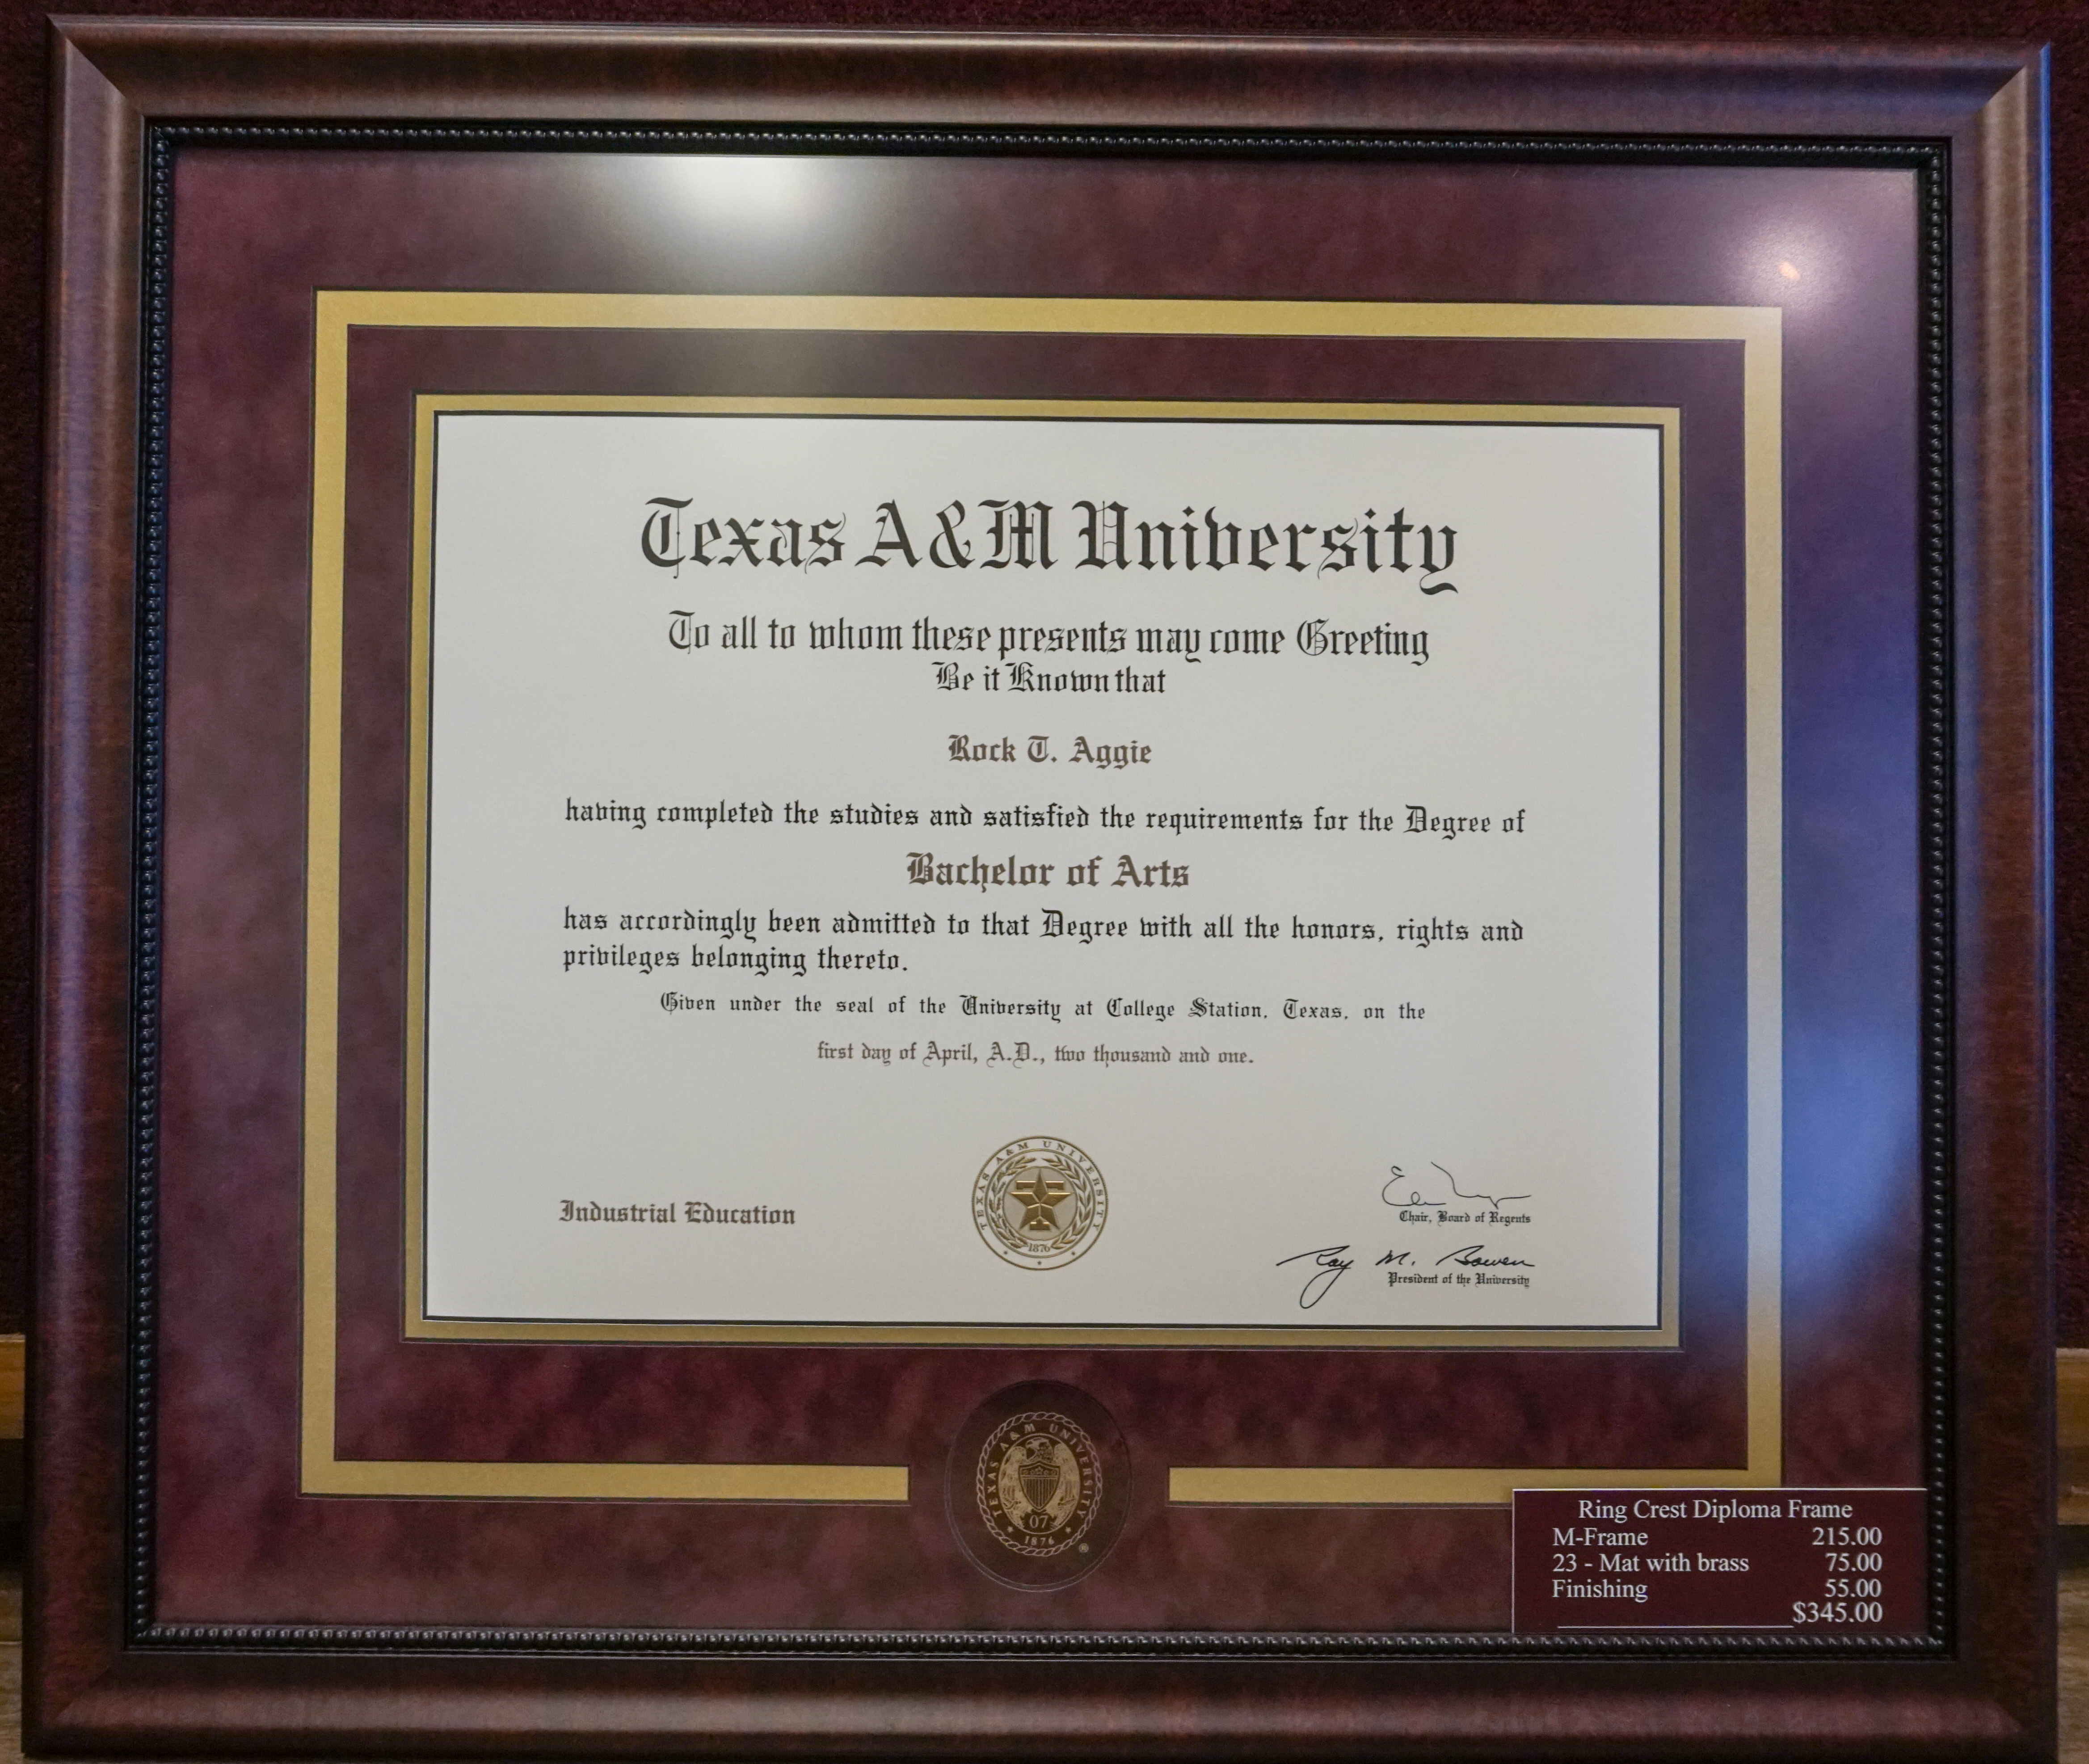 Texas A&M University
To all to whom these presents may come Greeting
Be it Known that
Rock T. Aggie
having completed the studies and satisfied the requirements for the Degree of
Bachelor of Arts
has accordingly been admitted to that Degree with all the honors, rights and
privileges belonging thereto.
Given under the seal of the University at College Station, Texas, on the
first day of April, A.D., two thousand and one.
Industrial Education
TEXAS A&M UNIVERSITY
1876
Chair, Board of Regents
Ray M. Bowen
President of the University
TEXAS A&M UNIVERSITY
07
1876
®
Ring Crest Diploma Frame
M-Frame 215.00
23 - Mat with brass 75.00
Finishing 55.00
$345.00